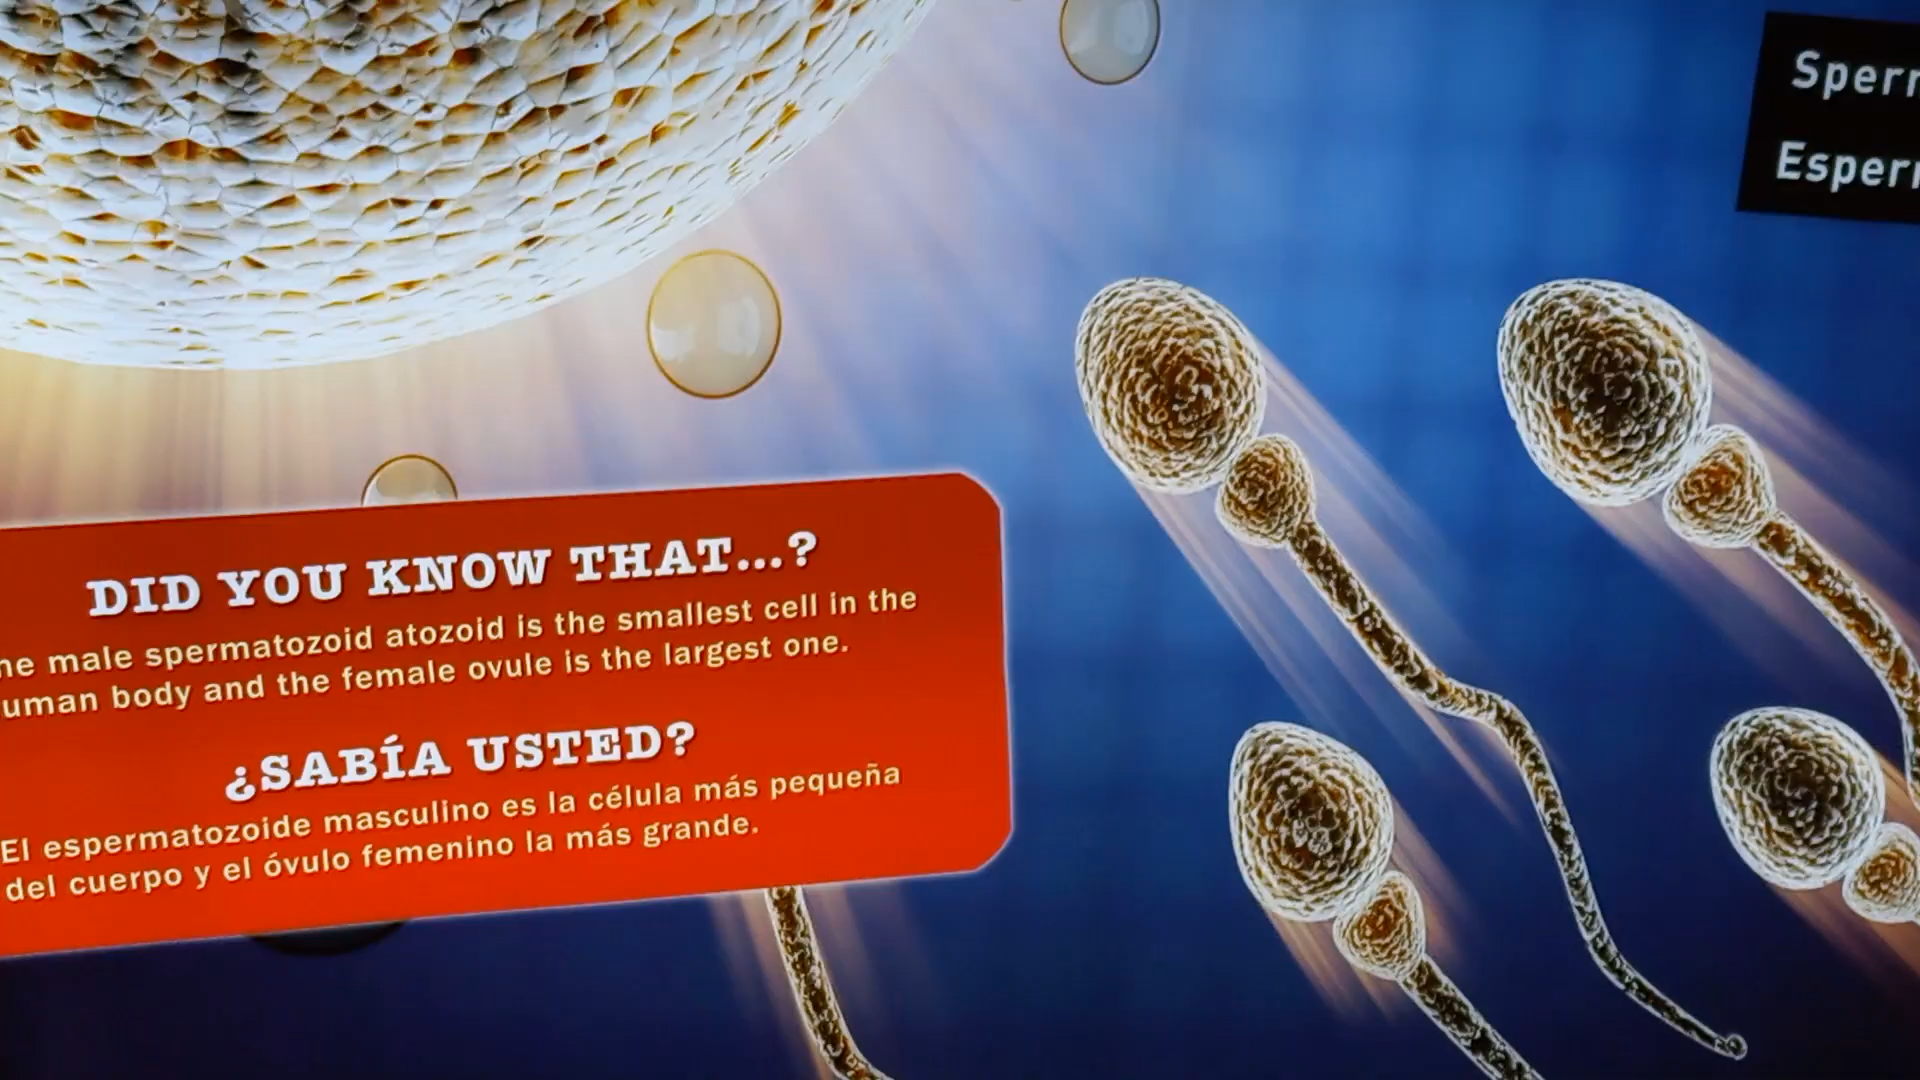 Sper
Esper
DID YOU KNOW THAT...?
he male spermatozoid atozoid is the smallest cell in the
uman body and the female ovule is the largest one.
¿SABÍA USTED?
El espermatozoide masculino es la célula más pequeña
del cuerpo y el óvulo femenino la más grande.